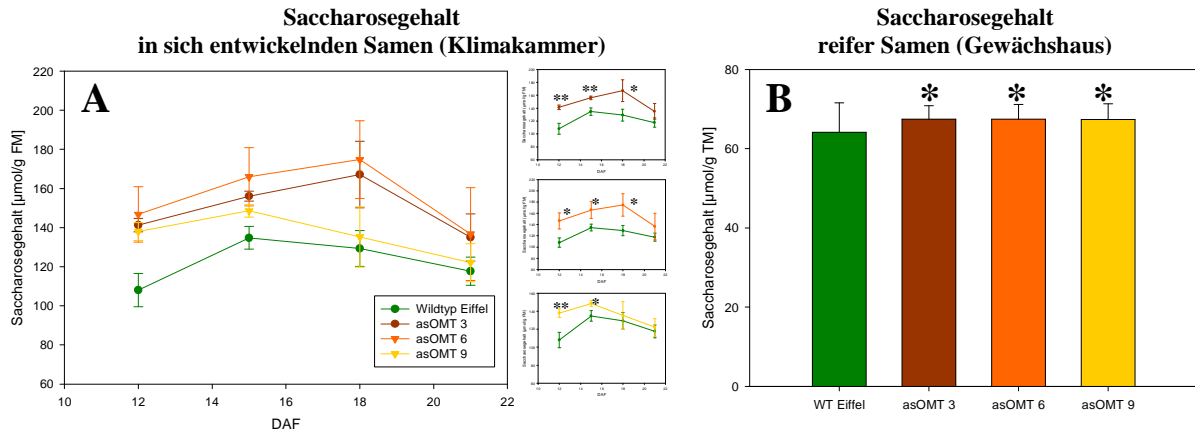 Saccharosegehalt
in sich entwickelnden Samen (Klimakammer)
A
Saccharosegehalt [µmol/g FM]
220
200
180
160
140
120
100
80
60
10 12 14 16 18 20 22
DAF
Wildtyp Eiffel
asOMT 3
asOMT 6
asOMT 9
** ** *
* * *
** *
Saccharosegehalt
reifer Samen (Gewächshaus)
B
Saccharosegehalt [µmol/g TM]
80
60
40
20
0
* * *
WT Eiffel asOMT 3 asOMT 6 asOMT 9